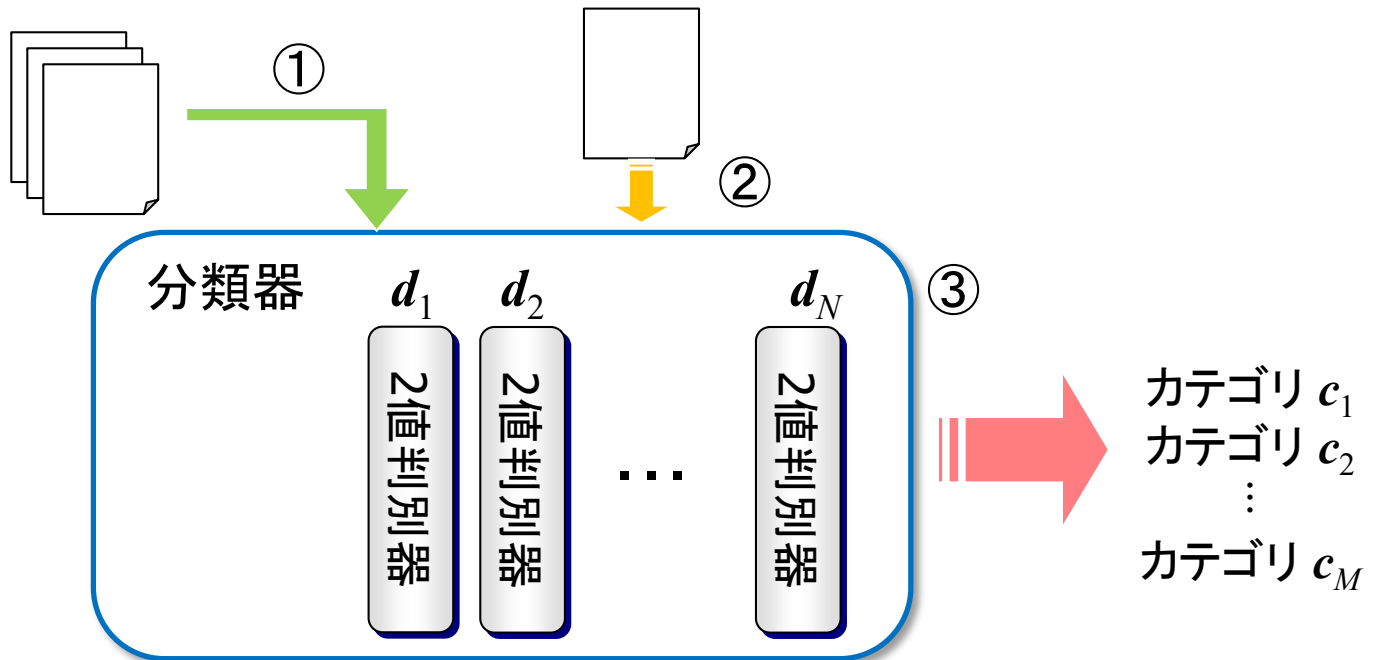 ①
②
分類器
d1 d2 dN
③
2値判別器
2値判別器
…
2値判別器
カテゴリ c1
カテゴリ c2
⋮
カテゴリ cM